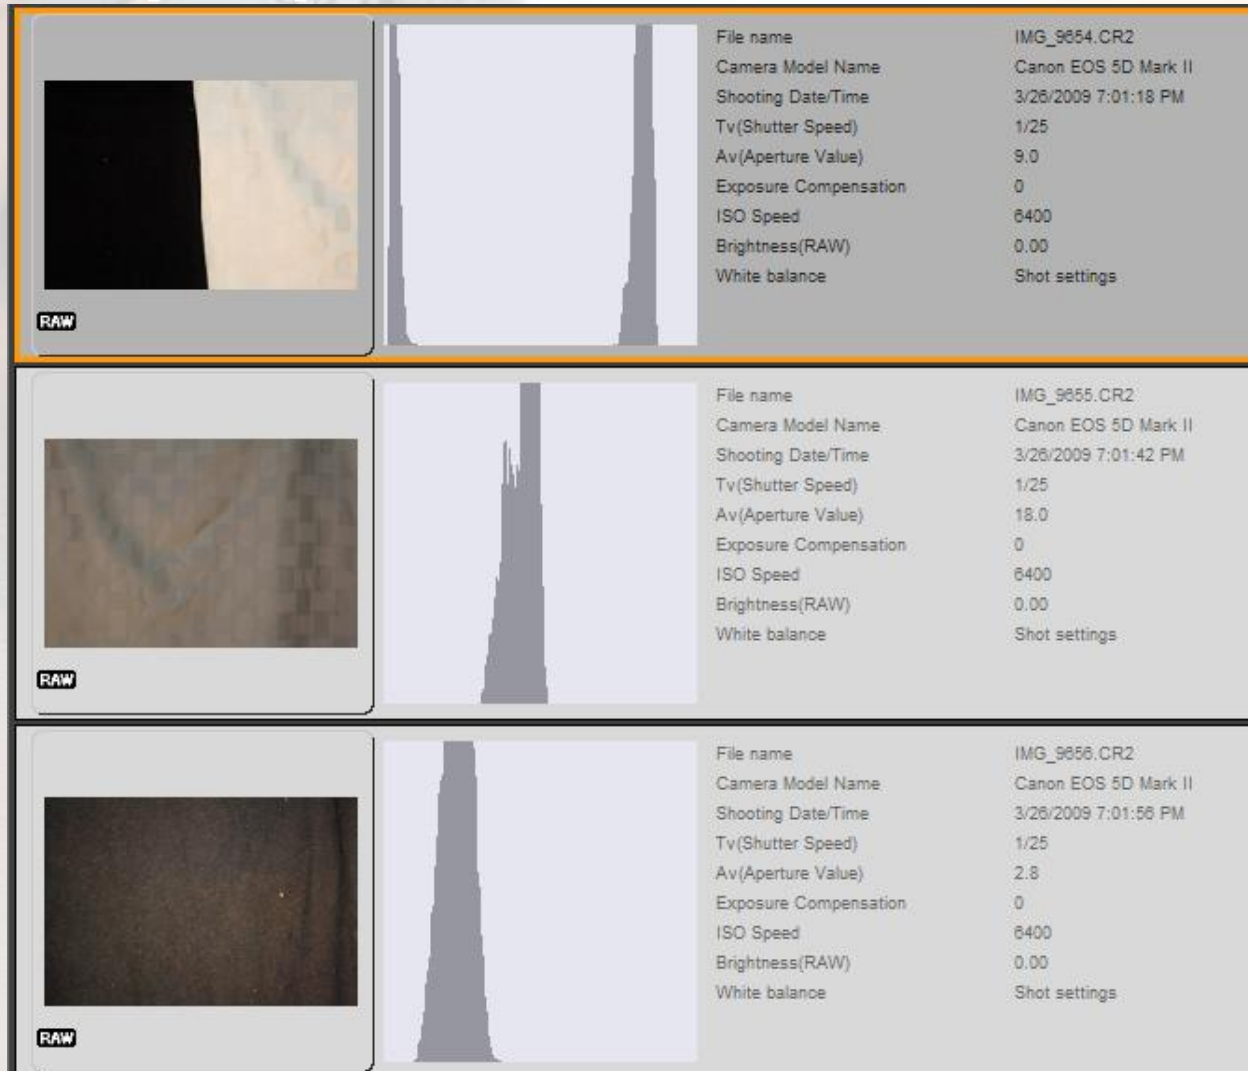 File name IMG_9654.CR2
Camera Model Name Canon EOS 5D Mark II
Shooting Date/Time 3/26/2009 7:01:18 PM
Tv(Shutter Speed) 1/25
Av(Aperture Value) 9.0
Exposure Compensation 0
ISO Speed 6400
Brightness(RAW) 0.00
White balance Shot settings
RAW
File name IMG_9655.CR2
Camera Model Name Canon EOS 5D Mark II
Shooting Date/Time 3/26/2009 7:01:42 PM
Tv(Shutter Speed) 1/25
Av(Aperture Value) 18.0
Exposure Compensation 0
ISO Speed 6400
Brightness(RAW) 0.00
White balance Shot settings
RAW
File name IMG_9656.CR2
Camera Model Name Canon EOS 5D Mark II
Shooting Date/Time 3/26/2009 7:01:56 PM
Tv(Shutter Speed) 1/25
Av(Aperture Value) 2.8
Exposure Compensation 0
ISO Speed 6400
Brightness(RAW) 0.00
White balance Shot settings
RAW